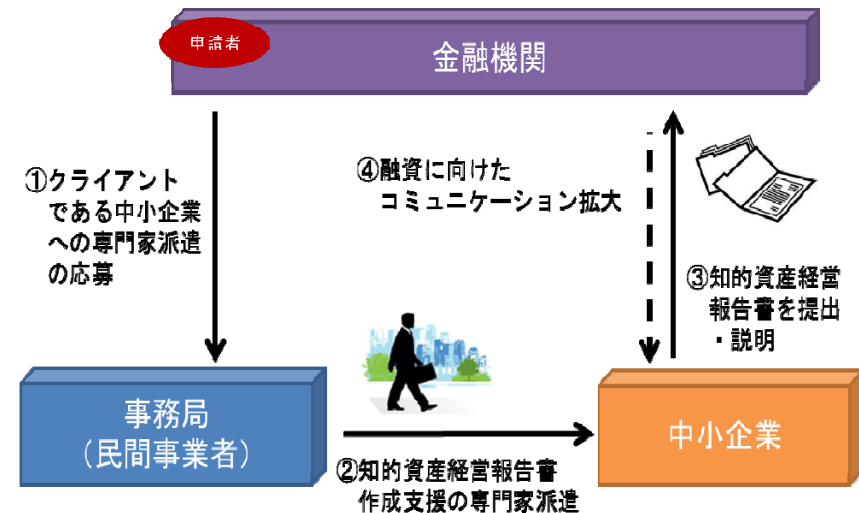 申請者
金融機関
①クライアント
である中小企業
への専門家派遣
の応募
④融資に向けた
コミュニケーション拡大
③知的資産経営
報告書を提出
・説明
事務局
（民間事業者）
中小企業
②知的資産経営報告書
作成支援の専門家派遣